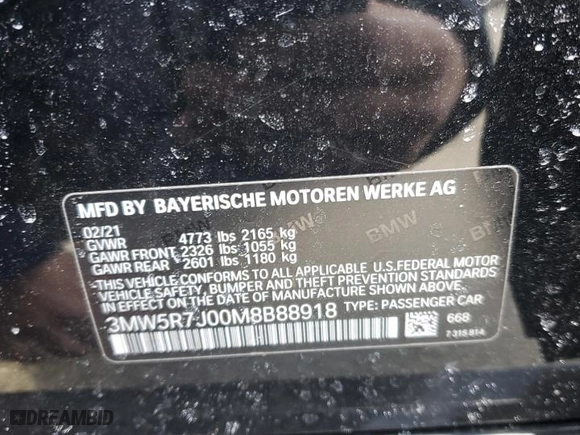 MFD BY BAYERISCHE MOTOREN WERKE AG
02/21
GVWR 4773 lbs 2165 kg
GAWR FRONT 2326 lbs 1055 kg
GAWR REAR 2601 lbs 1180 kg
THIS VEHICLE CONFORMS TO ALL APPLICABLE U.S.FEDERAL MOTOR
VEHICLE SAFETY, BUMPER, AND THEFT PREVENTION STANDARDS
IN EFFECT ON THE DATE OF MANUFACTURE SHOWN ABOVE.
3MW5R7J00M8B88918 TYPE: PASSENGER CAR
668
7 315 814
DREAMBID